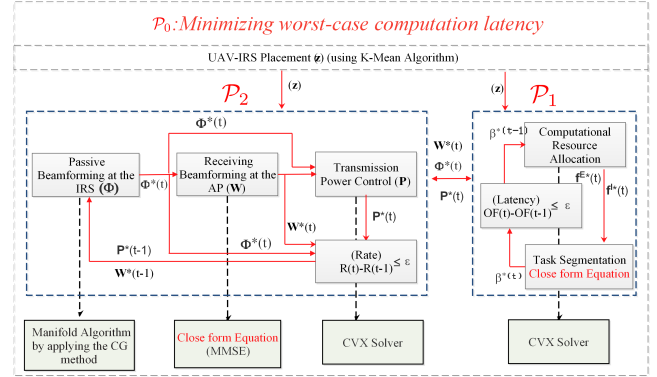 𝒫₀:Minimizing worst-case computation latency
UAV-IRS Placement (z) (using K-Mean Algorithm)
(z)
(z)
𝒫₂
𝒫₁
Φ*(t)
Passive
Beamforming at the
IRS (Φ)
Φ*(t)
Receiving
Beamforming at the
AP (W)
Φ*(t)
Transmission
Power Control (P)
W*(t)
P*(t)
Φ*(t)
P*(t-1)
W*(t-1)
(Rate)
R(t)-R(t-1)≤ ε
W*(t)
Φ*(t)
P*(t)
β*(t-1)
Computational
Resource
Allocation
(Latency)
OF(t)-OF(t-1)≤ ε
fᴱ*(t)
fᴵ*(t)
β*(t)
Task Segmentation
Close form Equation
Manifold Algorithm
by applying the CG
method
Close form Equation
(MMSE)
CVX Solver
CVX Solver